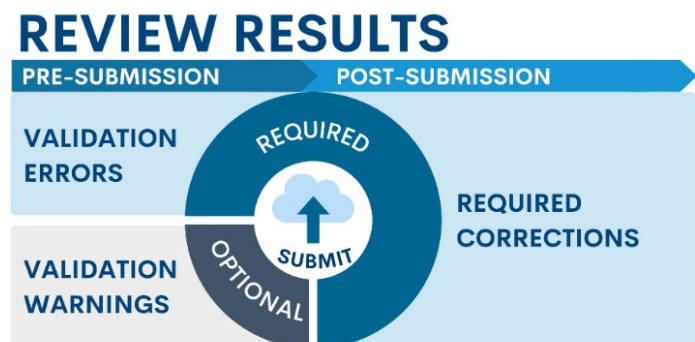 REVIEW RESULTS
PRE-SUBMISSION
POST-SUBMISSION
VALIDATION
ERRORS
REQUIRED
SUBMIT
REQUIRED
CORRECTIONS
VALIDATION
WARNINGS
OPTIONAL